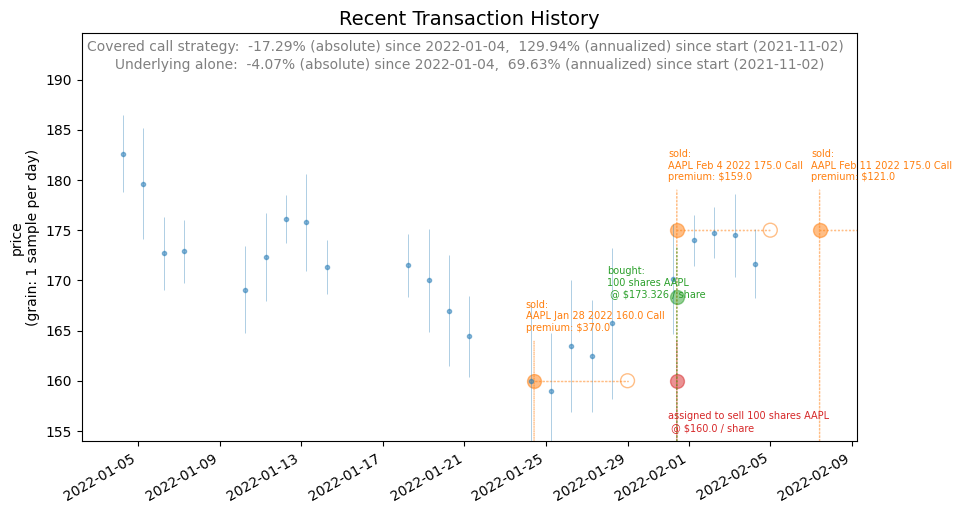 Recent Transaction History
Covered call strategy:  -17.29% (absolute) since 2022-01-04,  129.94% (annualized) since start (2021-11-02)
Underlying alone:  -4.07% (absolute) since 2022-01-04,  69.63% (annualized) since start (2021-11-02)
price
(grain: 1 sample per day)
190
185
180
175
170
165
160
155
sold:
AAPL Feb 4 2022 175.0 Call
premium: $159.0
sold:
AAPL Feb 11 2022 175.0 Call
premium: $121.0
bought:
100 shares AAPL
@ $173.326 / share
sold:
AAPL Jan 28 2022 160.0 Call
premium: $370.0
assigned to sell 100 shares AAPL
@ $160.0 / share
2022-01-05
2022-01-09
2022-01-13
2022-01-17
2022-01-21
2022-01-25
2022-01-29
2022-02-01
2022-02-05
2022-02-09